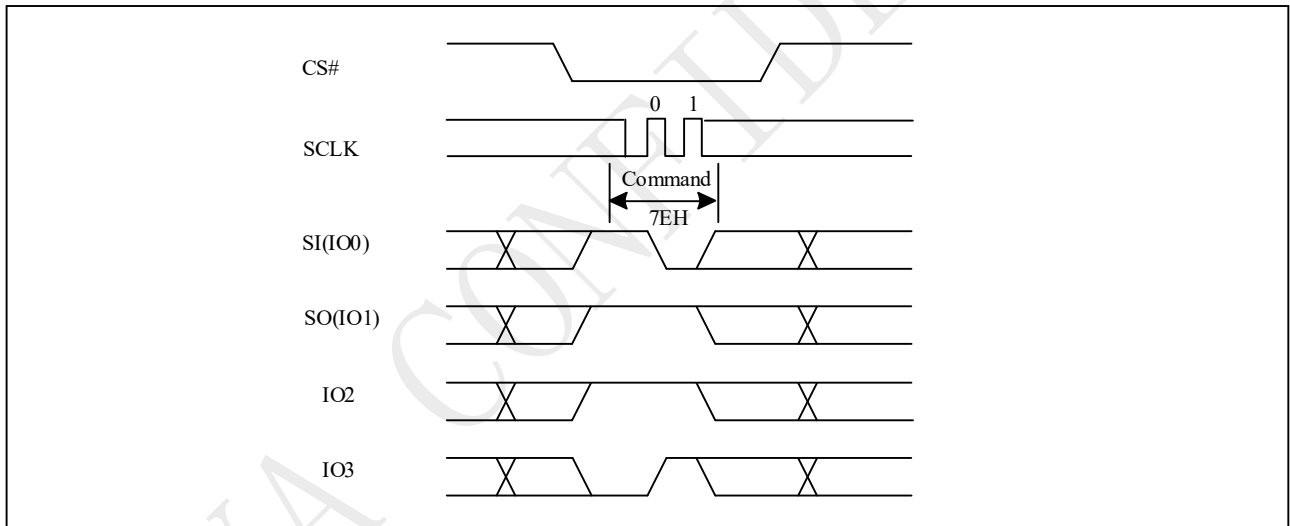 CS#
0 1
SCLK
Command
7EH
SI(IO0)
SO(IO1)
IO2
IO3